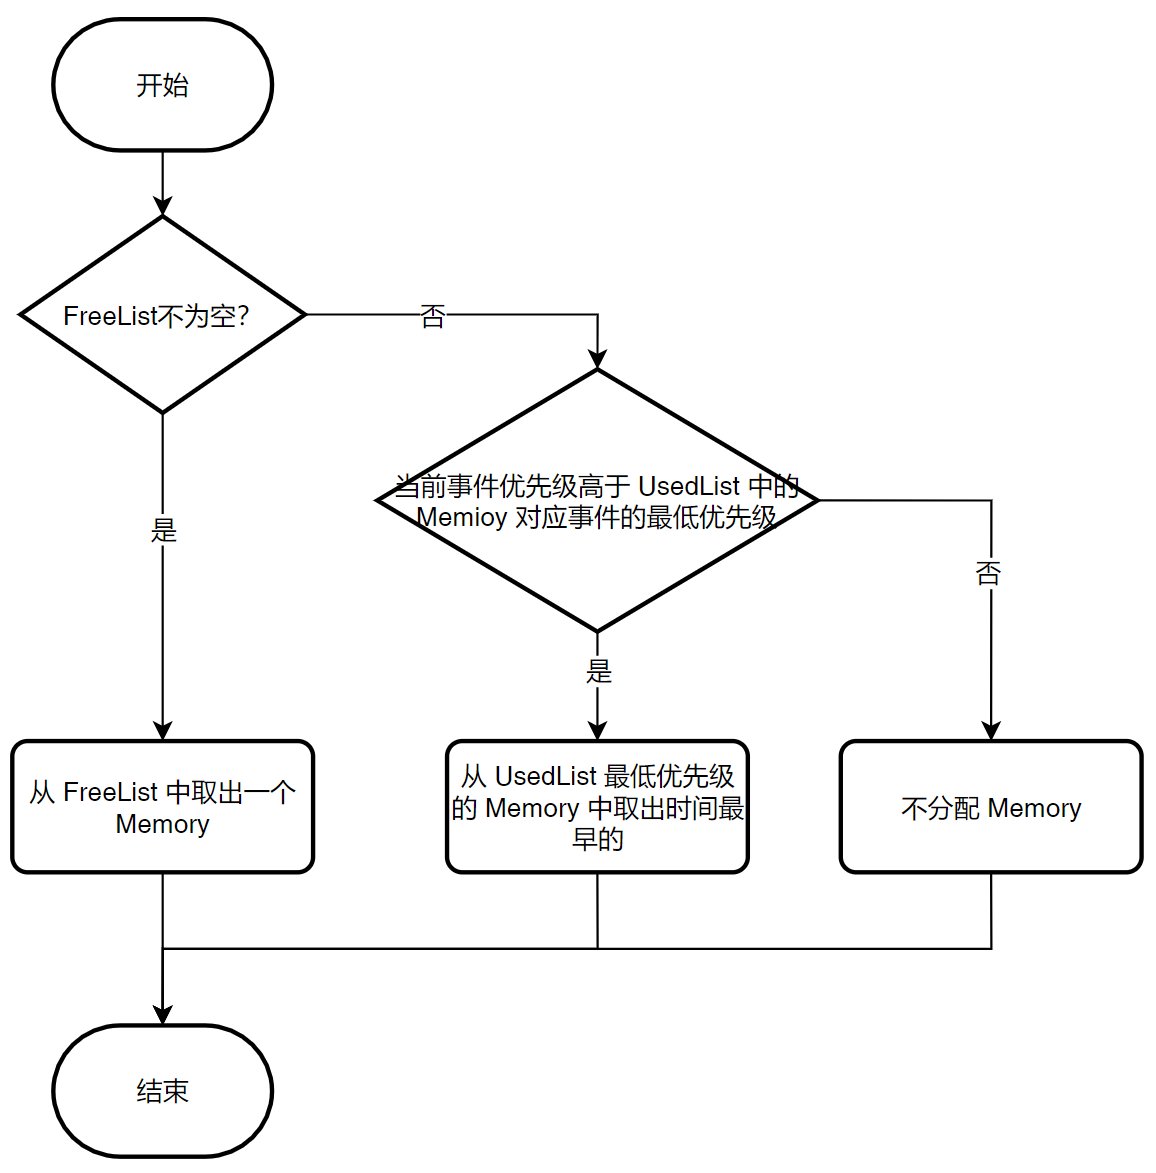 开始
FreeList不为空?
否
当前事件优先级高于 UsedList 中的
Memioy 对应事件的最低优先级
是
否
是
从 FreeList 中取出一个
Memory
从 UsedList 最低优先级
的 Memory 中取出时间最
早的
不分配 Memory
结束